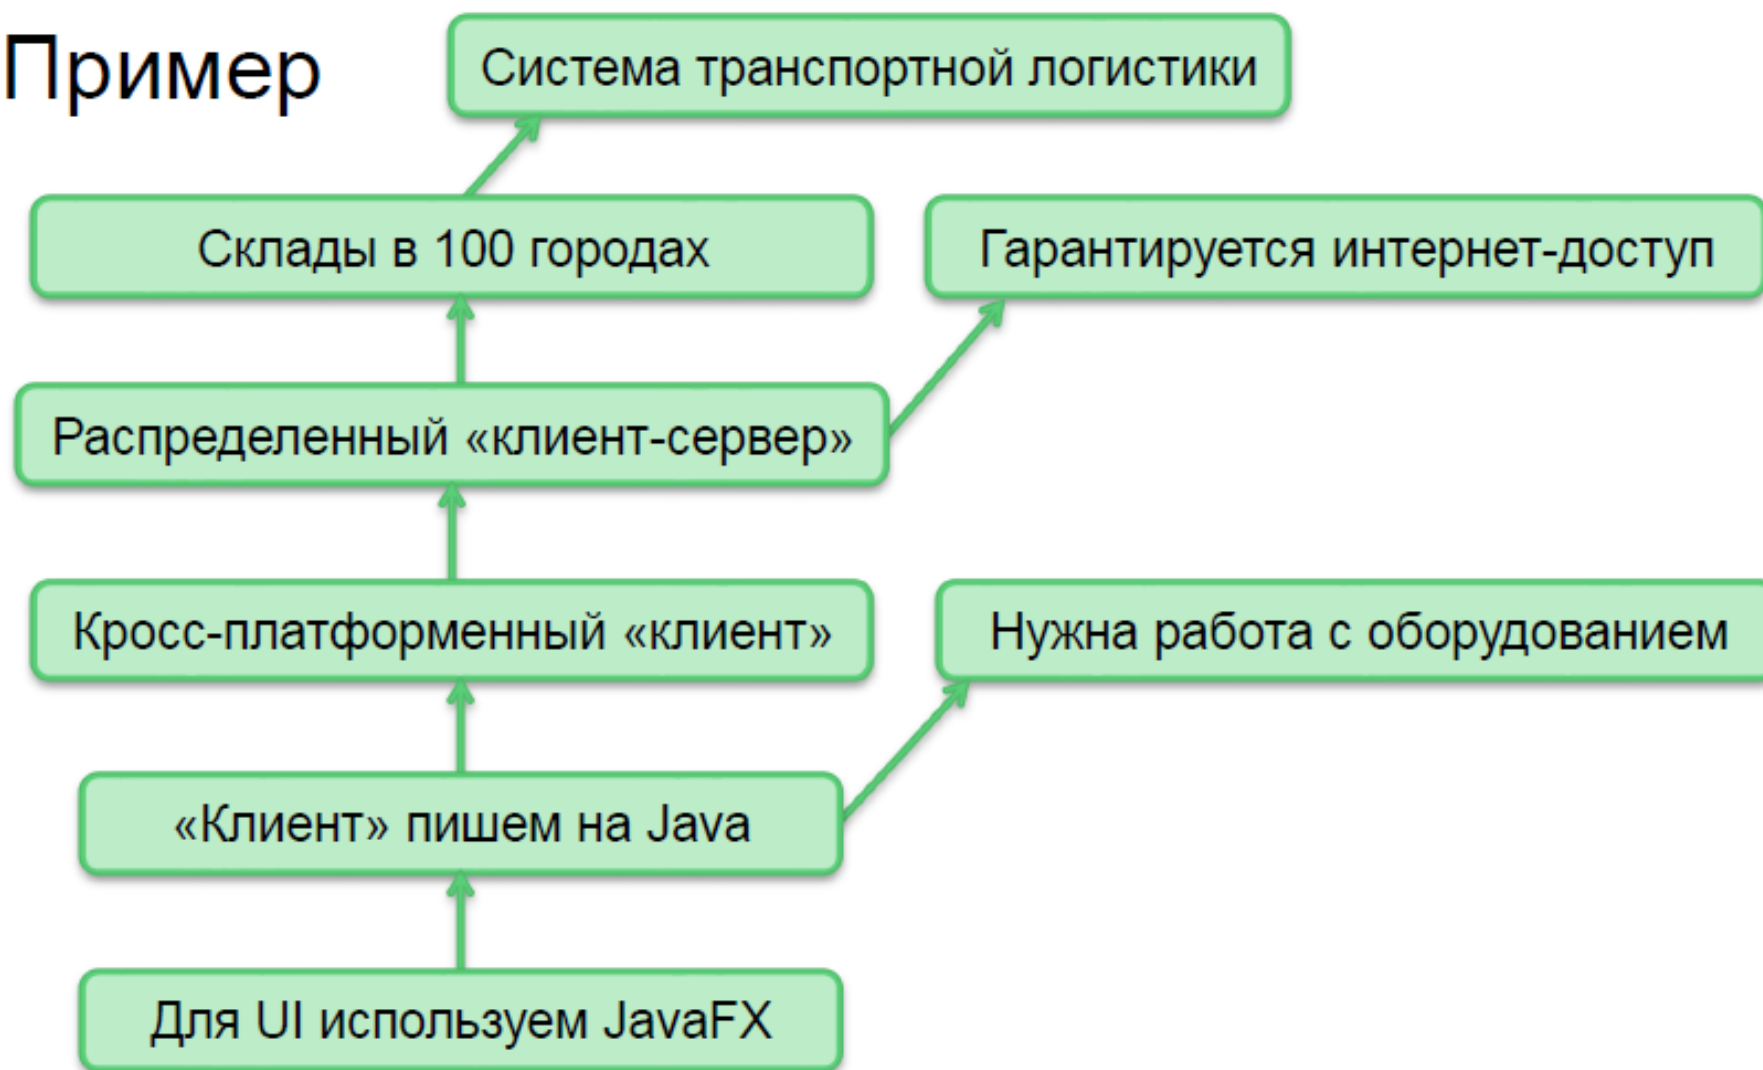 Пример
Система транспортной логистики
Склады в 100 городах
Гарантируется интернет-доступ
Распределенный «клиент-сервер»
Кросс-платформенный «клиент»
Нужна работа с оборудованием
«Клиент» пишем на Java
Для UI используем JavaFX